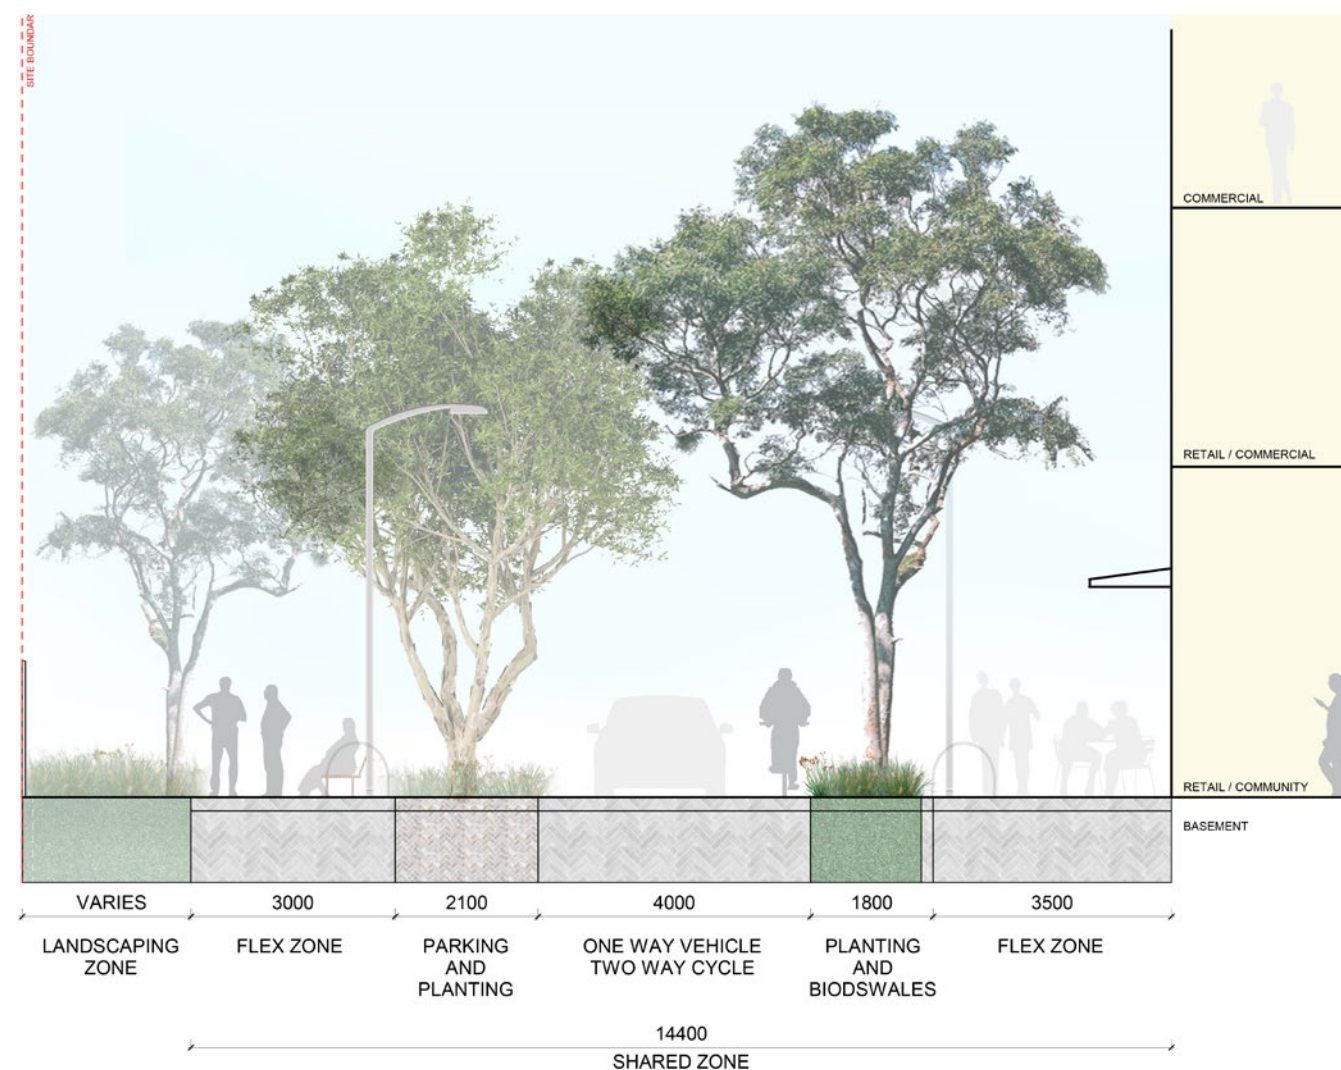 SITE BOUNDARY
COMMERCIAL
RETAIL / COMMERCIAL
RETAIL / COMMUNITY
BASEMENT
VARIES
3000
2100
4000
1800
3500
LANDSCAPING
ZONE
FLEX ZONE
PARKING
AND
PLANTING
ONE WAY VEHICLE
TWO WAY CYCLE
PLANTING
AND
BIODSWALES
FLEX ZONE
14400
SHARED ZONE